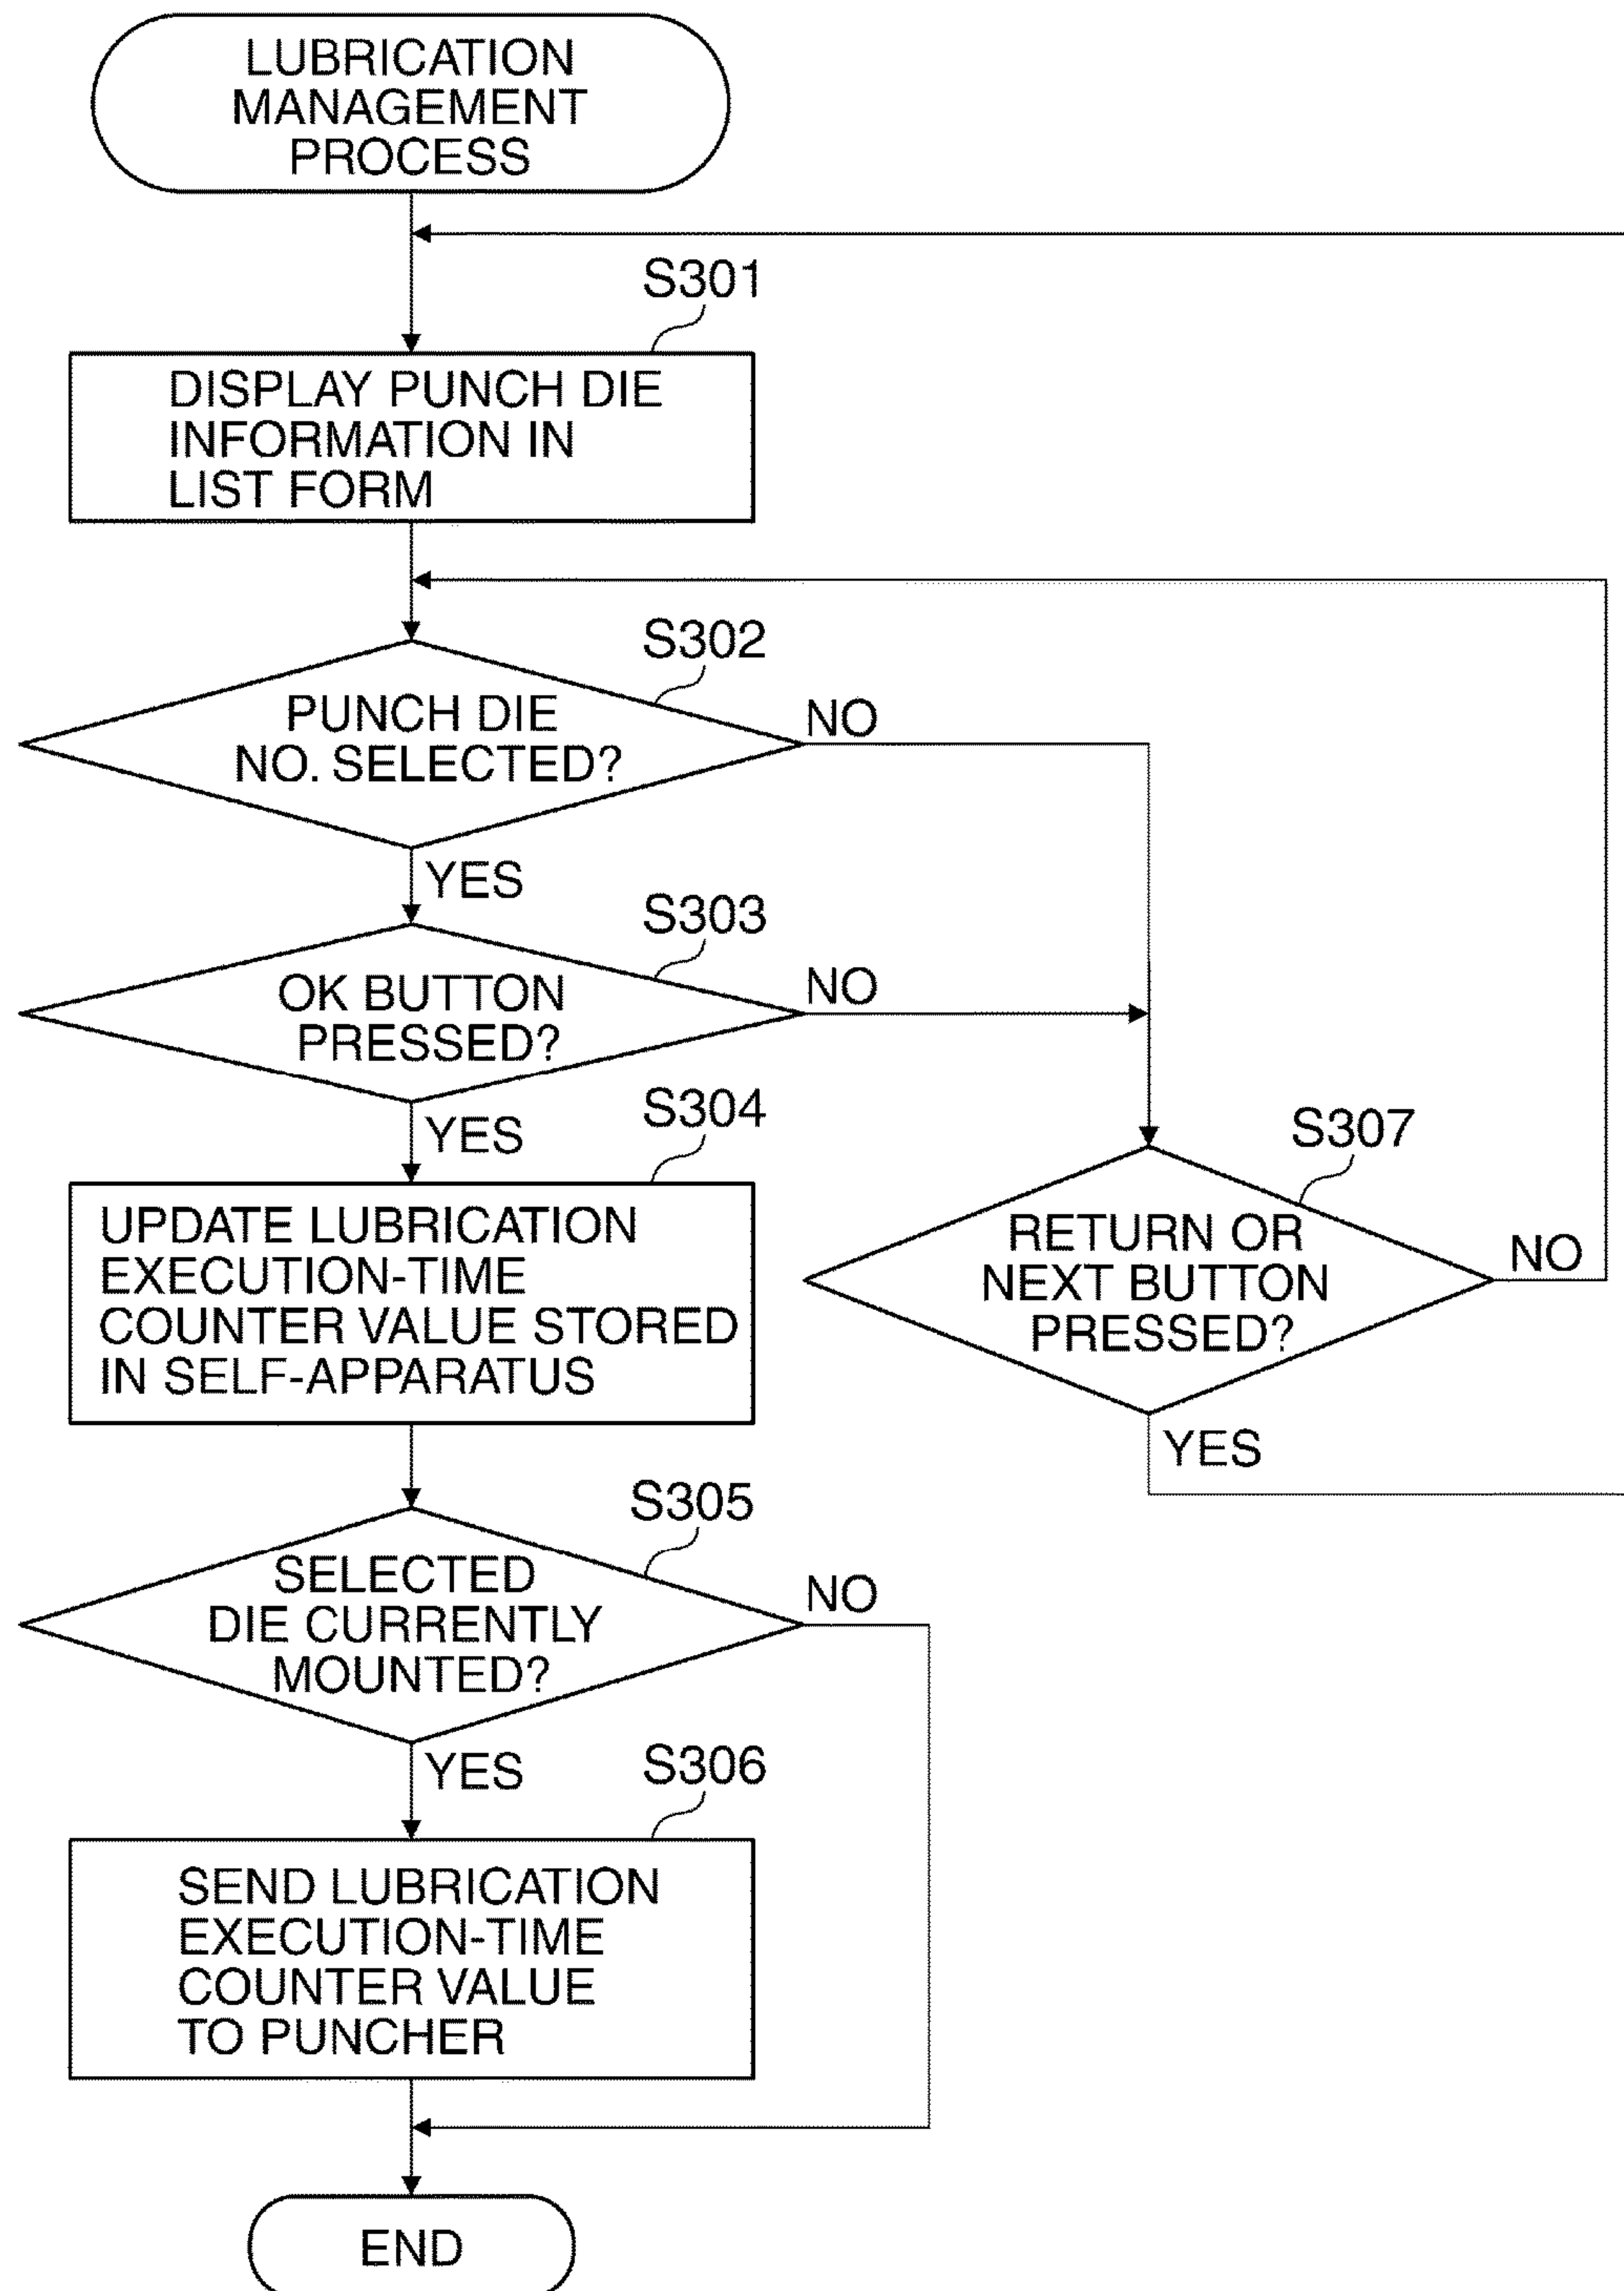 LUBRICATION
MANAGEMENT
PROCESS
S301
DISPLAY PUNCH DIE
INFORMATION IN
LIST FORM
S302
PUNCH DIE
NO. SELECTED?
NO
YES
S303
OK BUTTON
PRESSED?
NO
YES
S304
UPDATE LUBRICATION
EXECUTION-TIME
COUNTER VALUE STORED
IN SELF-APPARATUS
S307
RETURN OR
NEXT BUTTON
PRESSED?
NO
YES
S305
SELECTED
DIE CURRENTLY
MOUNTED?
NO
YES
S306
SEND LUBRICATION
EXECUTION-TIME
COUNTER VALUE
TO PUNCHER
END